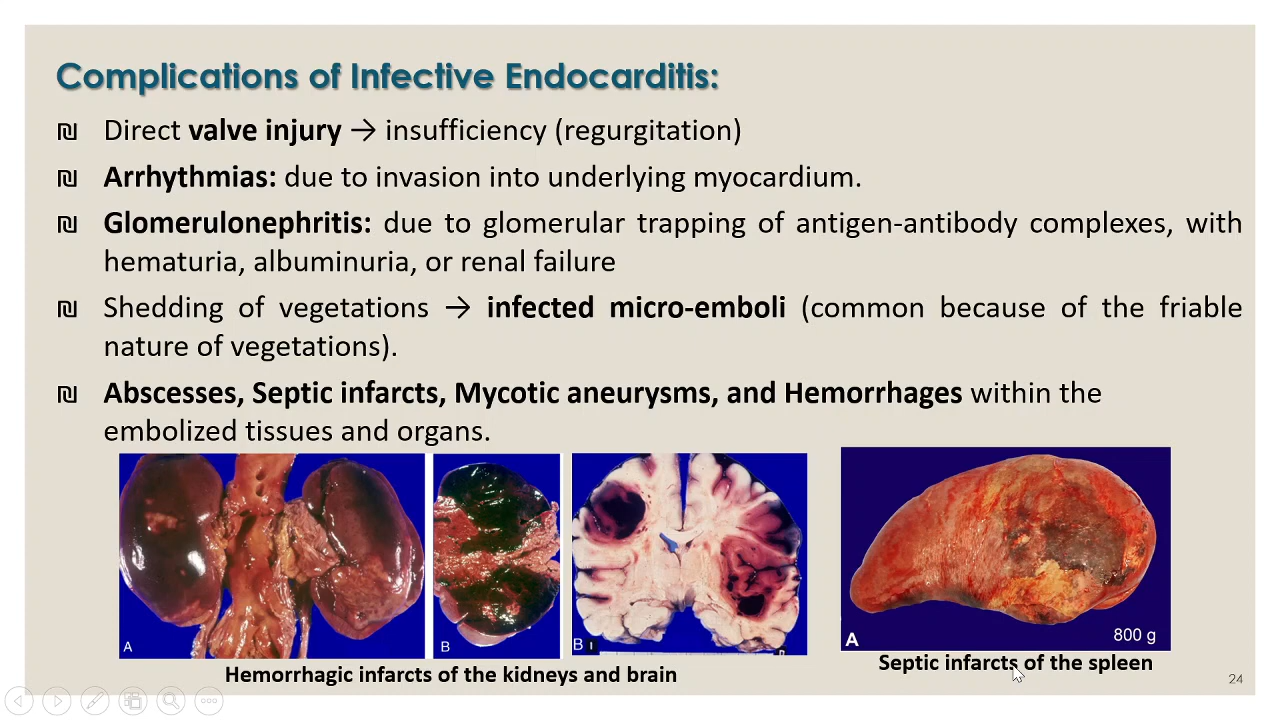 Complications of Infective Endocarditis:
₪ Direct valve injury → insufficiency (regurgitation)
₪ Arrhythmias: due to invasion into underlying myocardium.
₪ Glomerulonephritis: due to glomerular trapping of antigen-antibody complexes, with
hematuria, albuminuria, or renal failure
₪ Shedding of vegetations → infected micro-emboli (common because of the friable
nature of vegetations).
₪ Abscesses, Septic infarcts, Mycotic aneurysms, and Hemorrhages within the
embolized tissues and organs.
A
B
B
A
800 g
Hemorrhagic infarcts of the kidneys and brain
Septic infarcts of the spleen
24